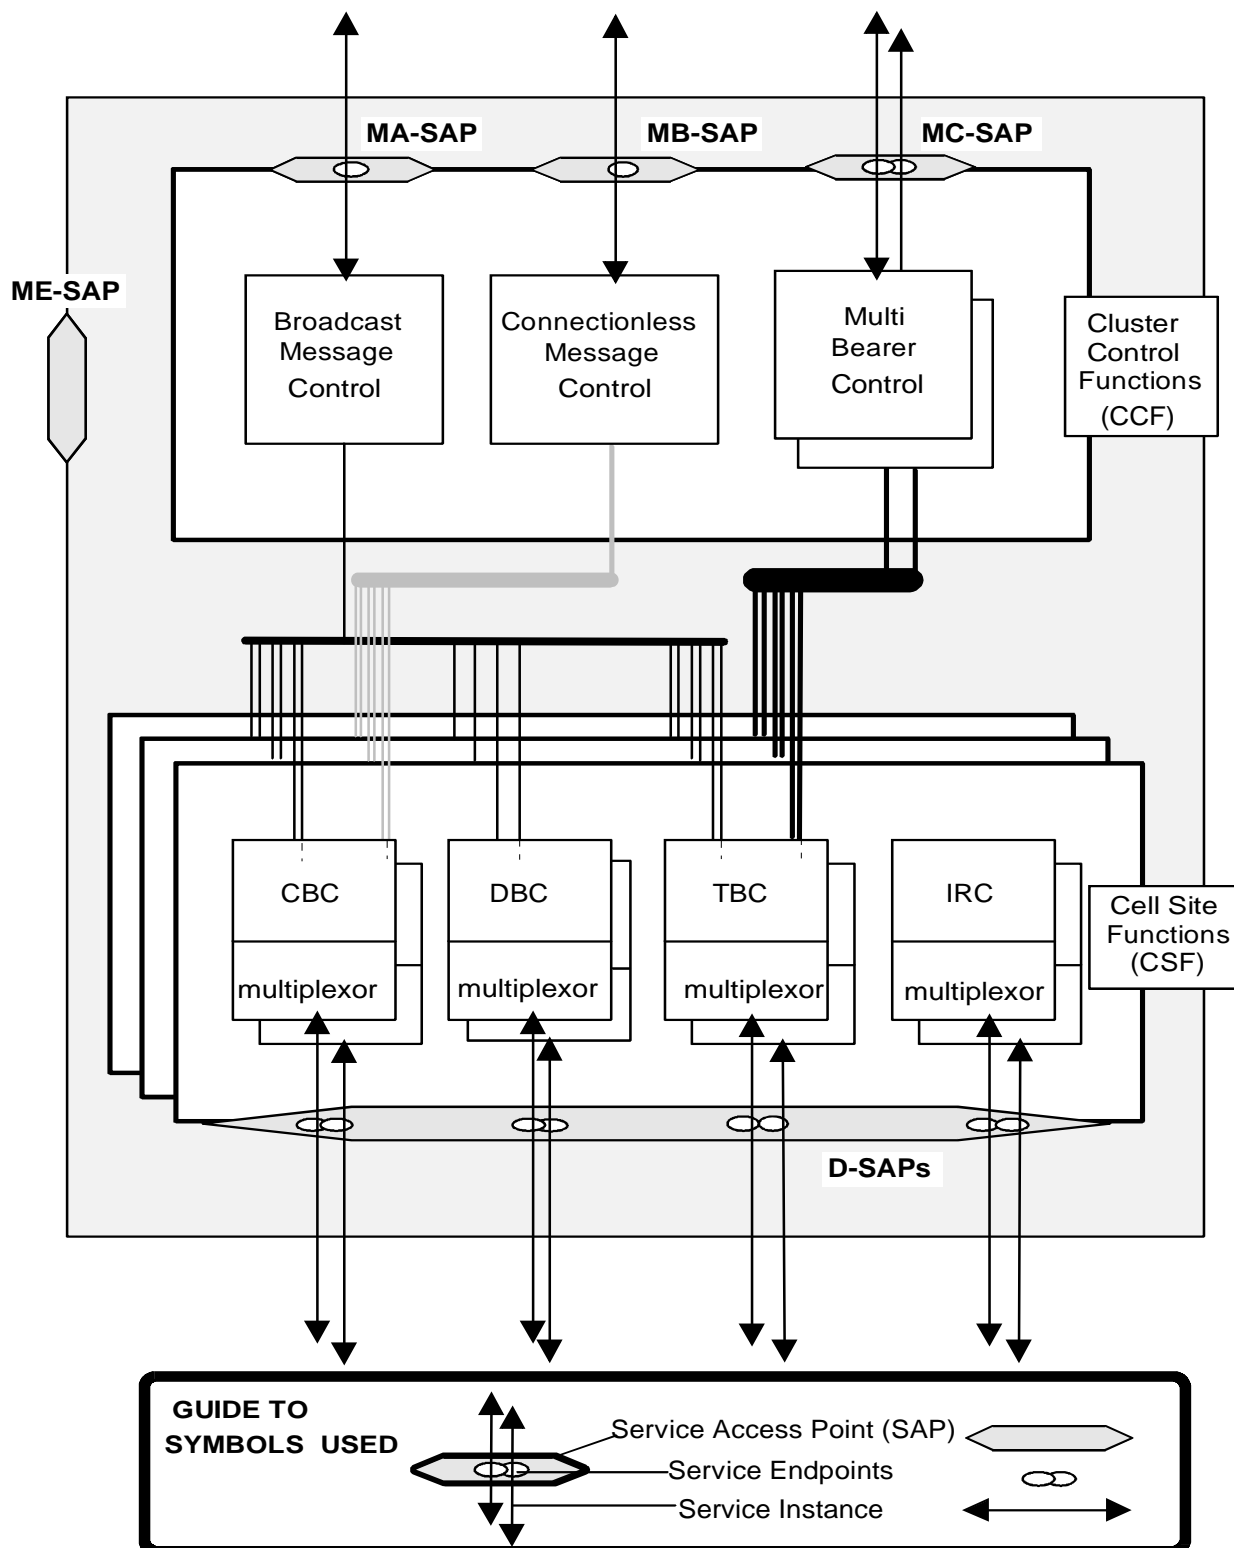 MA-SAP
MB-SAP
MC-SAP
ME-SAP
Broadcast
Message
Control
Connectionless
Message
Control
Multi
Bearer
Control
Cluster
Control
Functions
(CCF)
CBC
multiplexor
DBC
multiplexor
TBC
multiplexor
IRC
multiplexor
Cell Site
Functions
(CSF)
D-SAPs
GUIDE TO
SYMBOLS USED
Service Access Point (SAP)
Service Endpoints
Service Instance